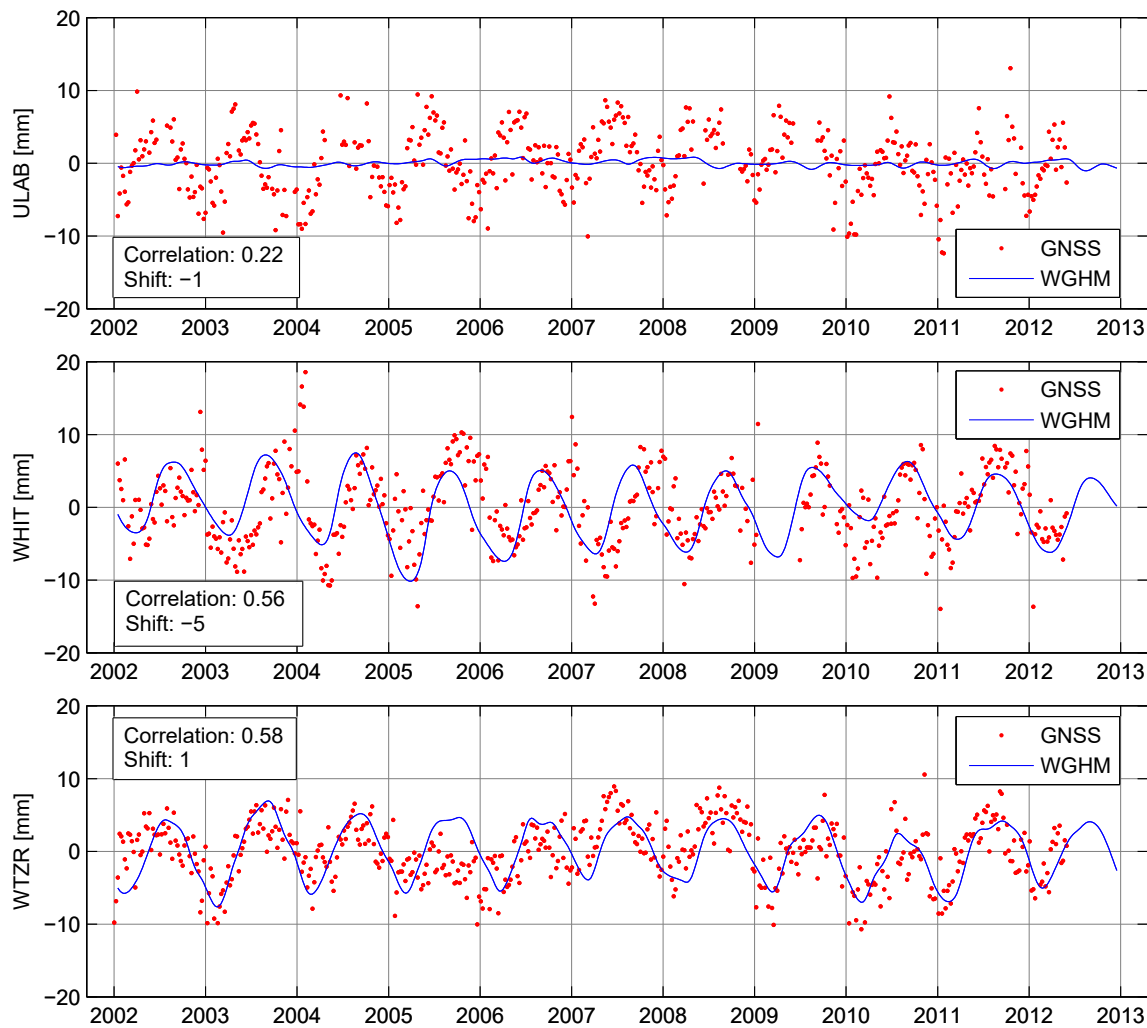 20
10
0
−10
−20
ULAB [mm]
Correlation: 0.22
Shift: −1
GNSS
WGHM
2002 2003 2004 2005 2006 2007 2008 2009 2010 2011 2012 2013
20
10
0
−10
−20
WHIT [mm]
GNSS
WGHM
Correlation: 0.56
Shift: −5
2002 2003 2004 2005 2006 2007 2008 2009 2010 2011 2012 2013
20
10
0
−10
−20
WTZR [mm]
Correlation: 0.58
Shift: 1
GNSS
WGHM
2002 2003 2004 2005 2006 2007 2008 2009 2010 2011 2012 2013